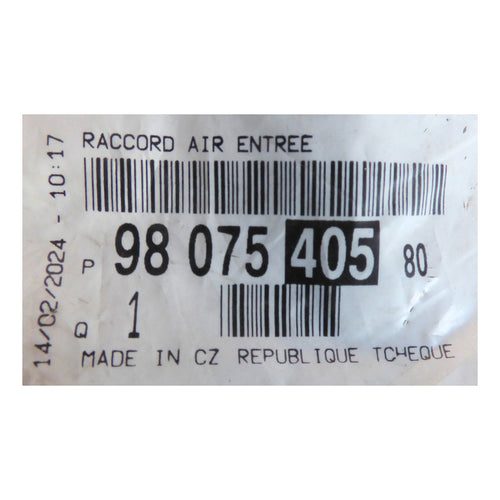 RACCORD AIR ENTREE
P 98 075 405 80
Q 1
MADE IN CZ REPUBLIQUE TCHEQUE
14/02/2024 - 10:17